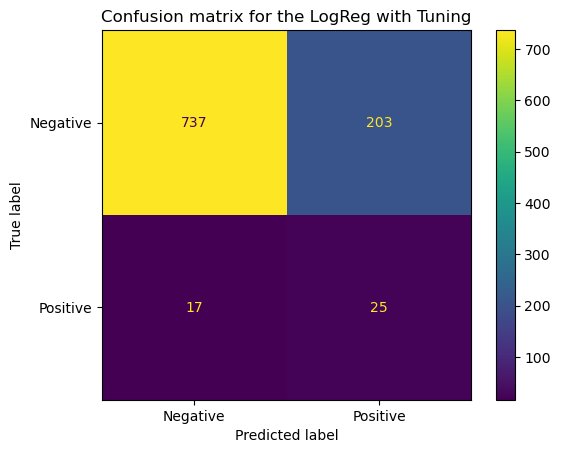 Confusion matrix for the LogReg with Tuning
True label
Negative
737
203
Positive
17
25
Negative
Positive
Predicted label
700
600
500
400
300
200
100